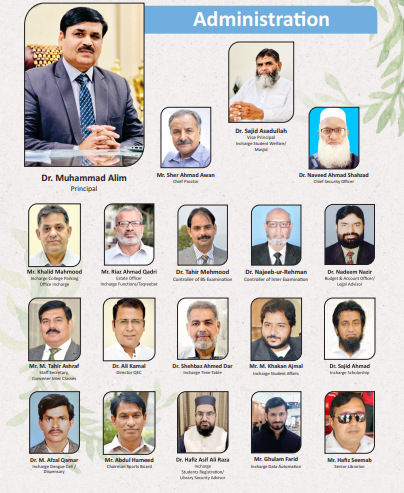 Administration
Dr. Muhammad Alim
Principal
Mr. Sher Ahmad Awan
Chief Proctor
Dr. Sajid Asadullah
Vice Principal
Incharge Student Welfare/
Masjid
Dr. Naveed Ahmad Shahzad
Chief Security Officer
Mr. Khalid Mahmood
Incharge College Parking
Office Incharge
Mr. Riaz Ahmad Qadri
Estate Officer
Incharge Functions/Taqreebat
Dr. Tahir Mehmood
Controller of BS Examination
Dr. Najeeb-ur-Rehman
Controller of Inter Examination
Dr. Nadeem Nazir
Budget & Account Officer/
Legal Advisor
Mr. M. Tahir Ashraf
Staff Secretary,
Convener Inter Classes
Dr. Ali Kamal
Director QEC
Dr. Shehbaz Ahmed Dar
Incharge Time Table
Mr. M. Khakan Ajmal
Incharge Student Affairs
Dr. Sajid Ahmad
Incharge Scholarship
Dr. M. Afzal Qamar
Incharge Dengue Cell /
Dispensary
Mr. Abdul Hameed
Chairman Sports Board
Dr. Hafiz Asif Ali Raza
Incharge
Students Registration/
Library Security Advisor
Mr. Ghulam Farid
Incharge Data Automation
Mr. Hafiz Seemab
Senior Librarian